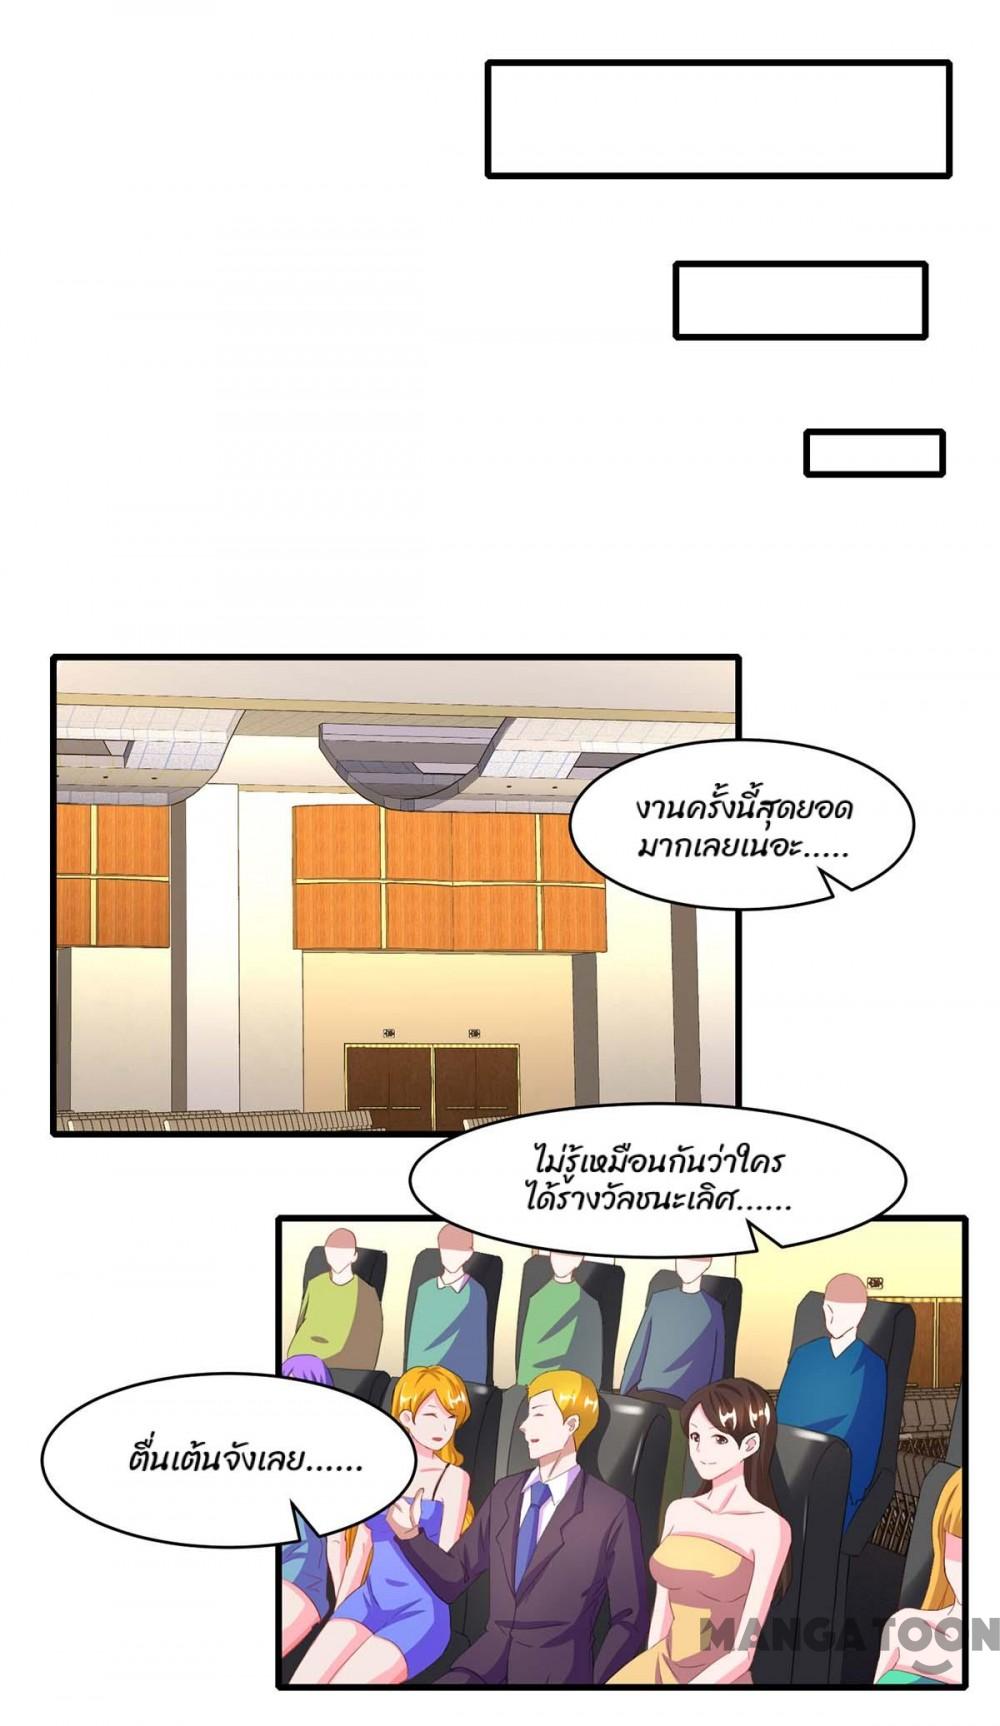 งานครั้งนี้สุดยอด
มากเลยเนอะ.....
ไม่รู้เหมือนกันว่าใคร
ได้รางวัลชนะเลิศ......
ตื่นเต้นจังเลย......
MANGATOON